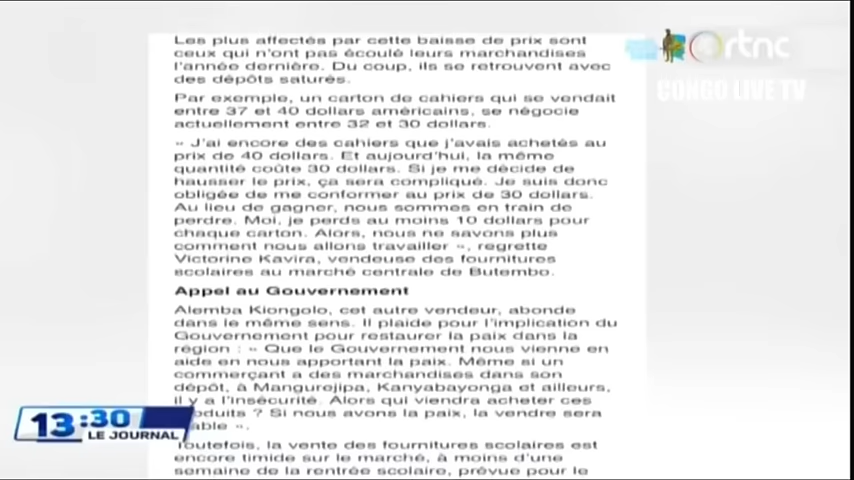 Les plus affectés par cette baisse de prix sont
ceux qui n'ont pas écoulé leurs marchandises
l'année dernière. Du coup, ils se retrouvent avec
des dépôts saturés.
Par exemple, un carton de cahiers qui se vendait
entre 37 et 40 dollars américains, se négocie
actuellement entre 32 et 30 dollars.
« J'ai encore des cahiers que j'avais achetés au
prix de 40 dollars. Et aujourd'hui, la même
quantité coûte 30 dollars. Si je me décide de
hausser le prix, ça sera compliqué. Je suis donc
obligée de me conformer au prix de 30 dollars.
Au lieu de gagner, nous sommes en train de
perdre. Moi, je perds au moins 10 dollars pour
chaque carton. Alors, nous ne savons plus
comment nous allons travailler », regrette
Victorine Kavira, vendeuse des fournitures
scolaires au marché centrale de Butembo.
Appel au Gouvernement
Alemba Kiongolo, cet autre vendeur, abonde
dans le même sens. Il plaide pour l'implication du
Gouvernement pour restaurer la paix dans la
région : « Que le Gouvernement nous vienne en
aide en nous apportant la paix. Même si un
commerçant a des marchandises dans son
dépôt, à Mangurejipa, Kanyabayonga et ailleurs,
il y a l'insécurité. Alors qui viendra acheter ces
oduits ? Si nous avons la paix, la vendre sera
able ».
Toutefois, la vente des fournitures scolaires est
encore timide sur le marché, à moins d'une
semaine de la rentrée scolaire, prévue pour le
rtnc
CONGO LIVE TV
13:30
LE JOURNAL